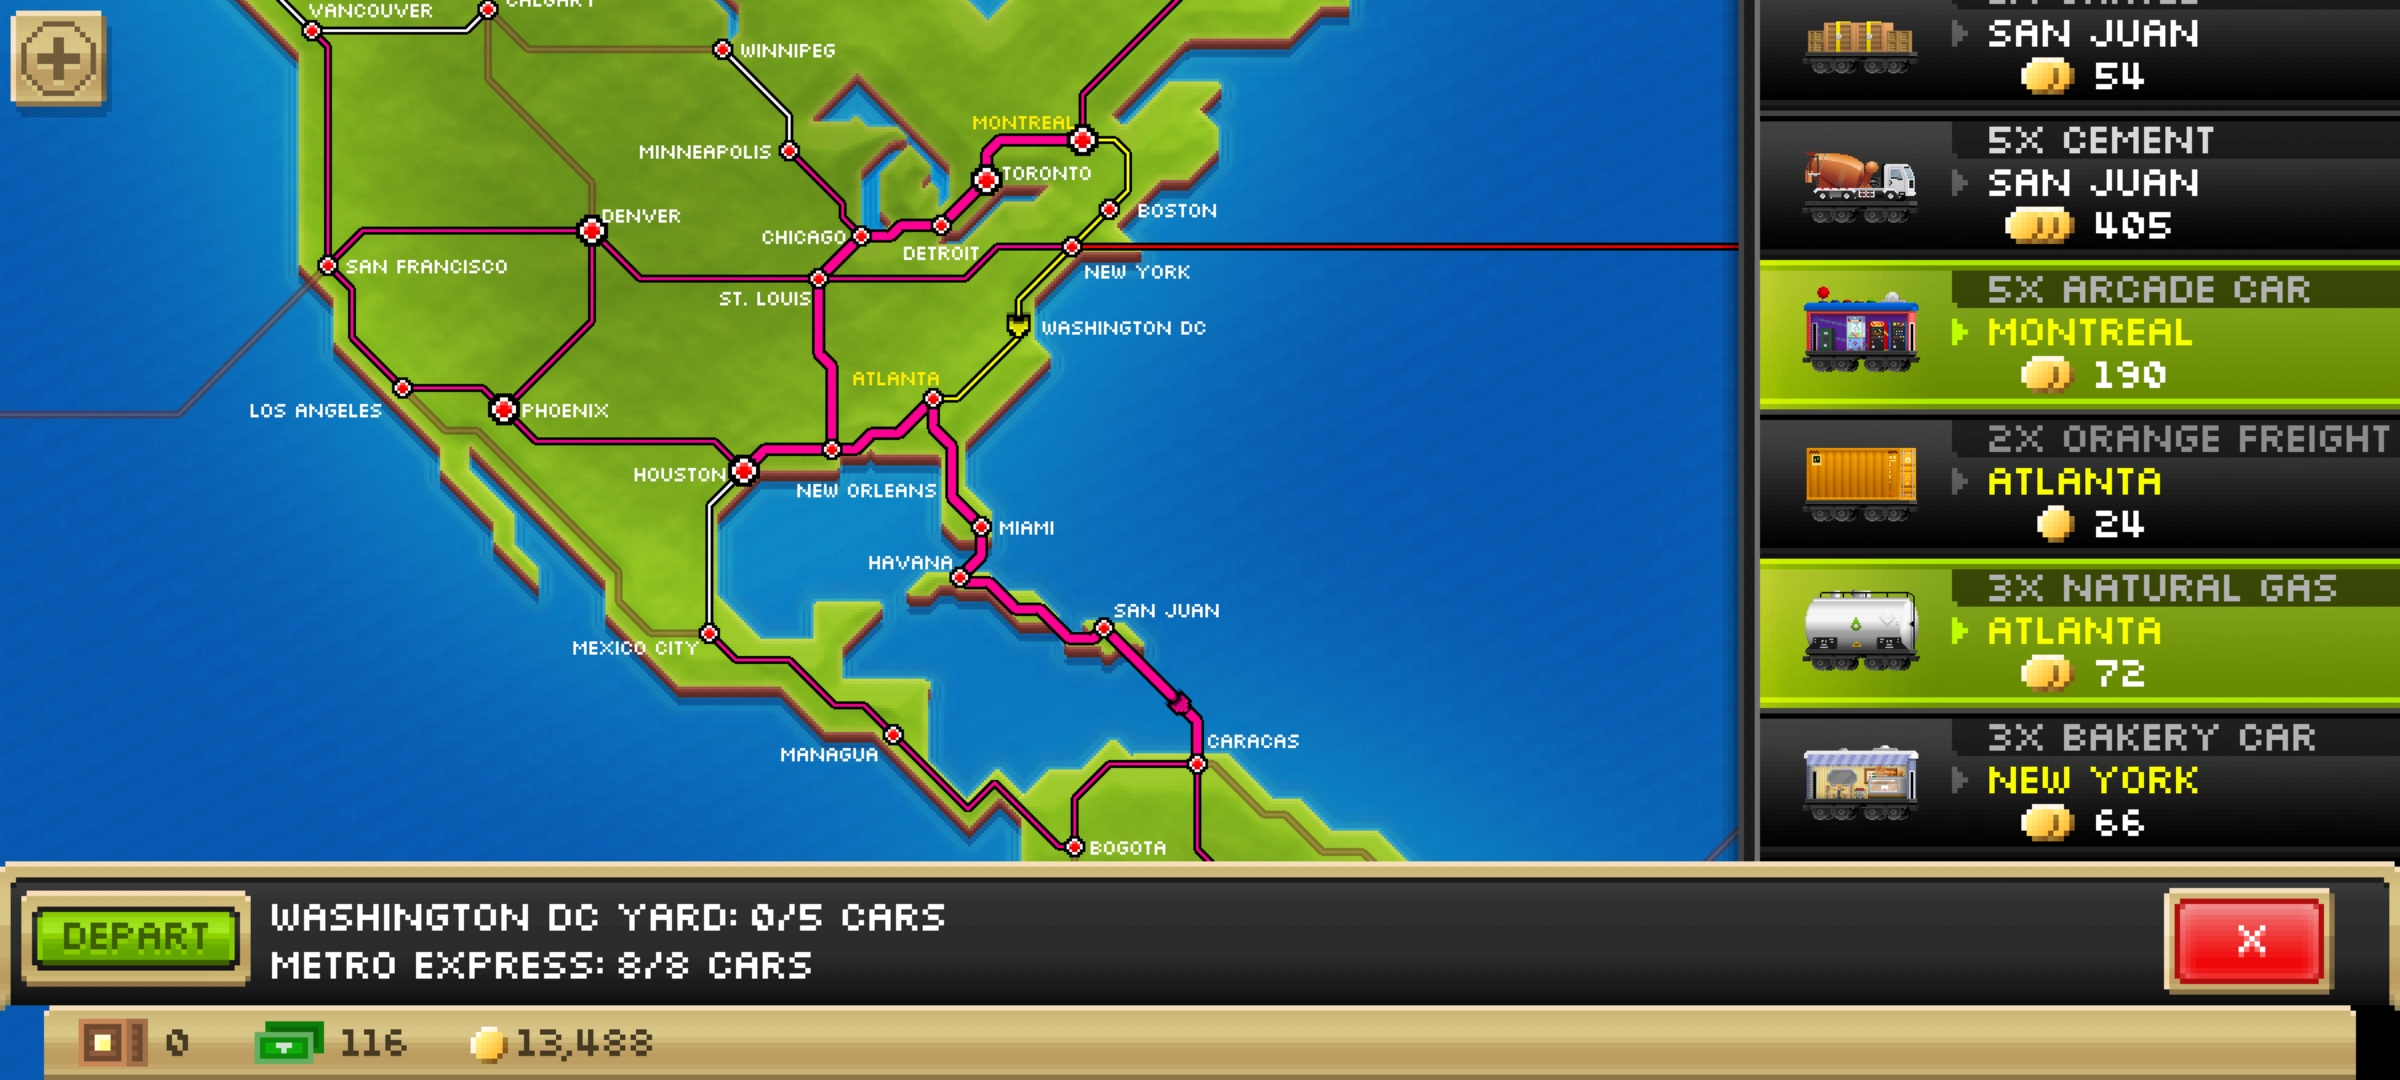 VANCOUVER
CALGARY
WINNIPEG
MONTREAL
MINNEAPOLIS
TORONTO
BOSTON
DENVER
CHICAGO
DETROIT
SAN FRANCISCO
NEW YORK
ST. LOUIS
WASHINGTON DC
ATLANTA
LOS ANGELES
PHOENIX
HOUSTON
NEW ORLEANS
MIAMI
HAVANA
SAN JUAN
MEXICO CITY
CARACAS
MANAGUA
BOGOTA
SAN JUAN
54
5X CEMENT
SAN JUAN
405
5X ARCADE CAR
MONTREAL
190
2X ORANGE FREIGHT
ATLANTA
24
3X NATURAL GAS
ATLANTA
72
3X BAKERY CAR
NEW YORK
66
DEPART
WASHINGTON DC YARD: 0/5 CARS
METRO EXPRESS: 8/8 CARS
X
0
116
13,488